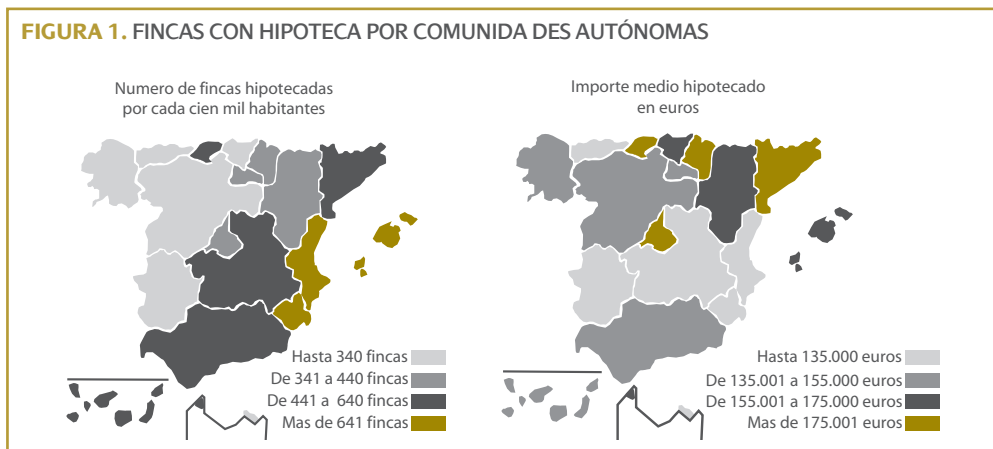 FIGURA 1. FINCAS CON HIPOTECA POR COMUNIDA DES AUTÓNOMAS
Numero de fincas hipotecadas
por cada cien mil habitantes
Hasta 340 fincas
De 341 a 440 fincas
De 441 a 640 fincas
Mas de 641 fincas
Importe medio hipotecado
en euros
Hasta 135.000 euros
De 135.001 a 155.000 euros
De 155.001 a 175.000 euros
Mas de 175.001 euros